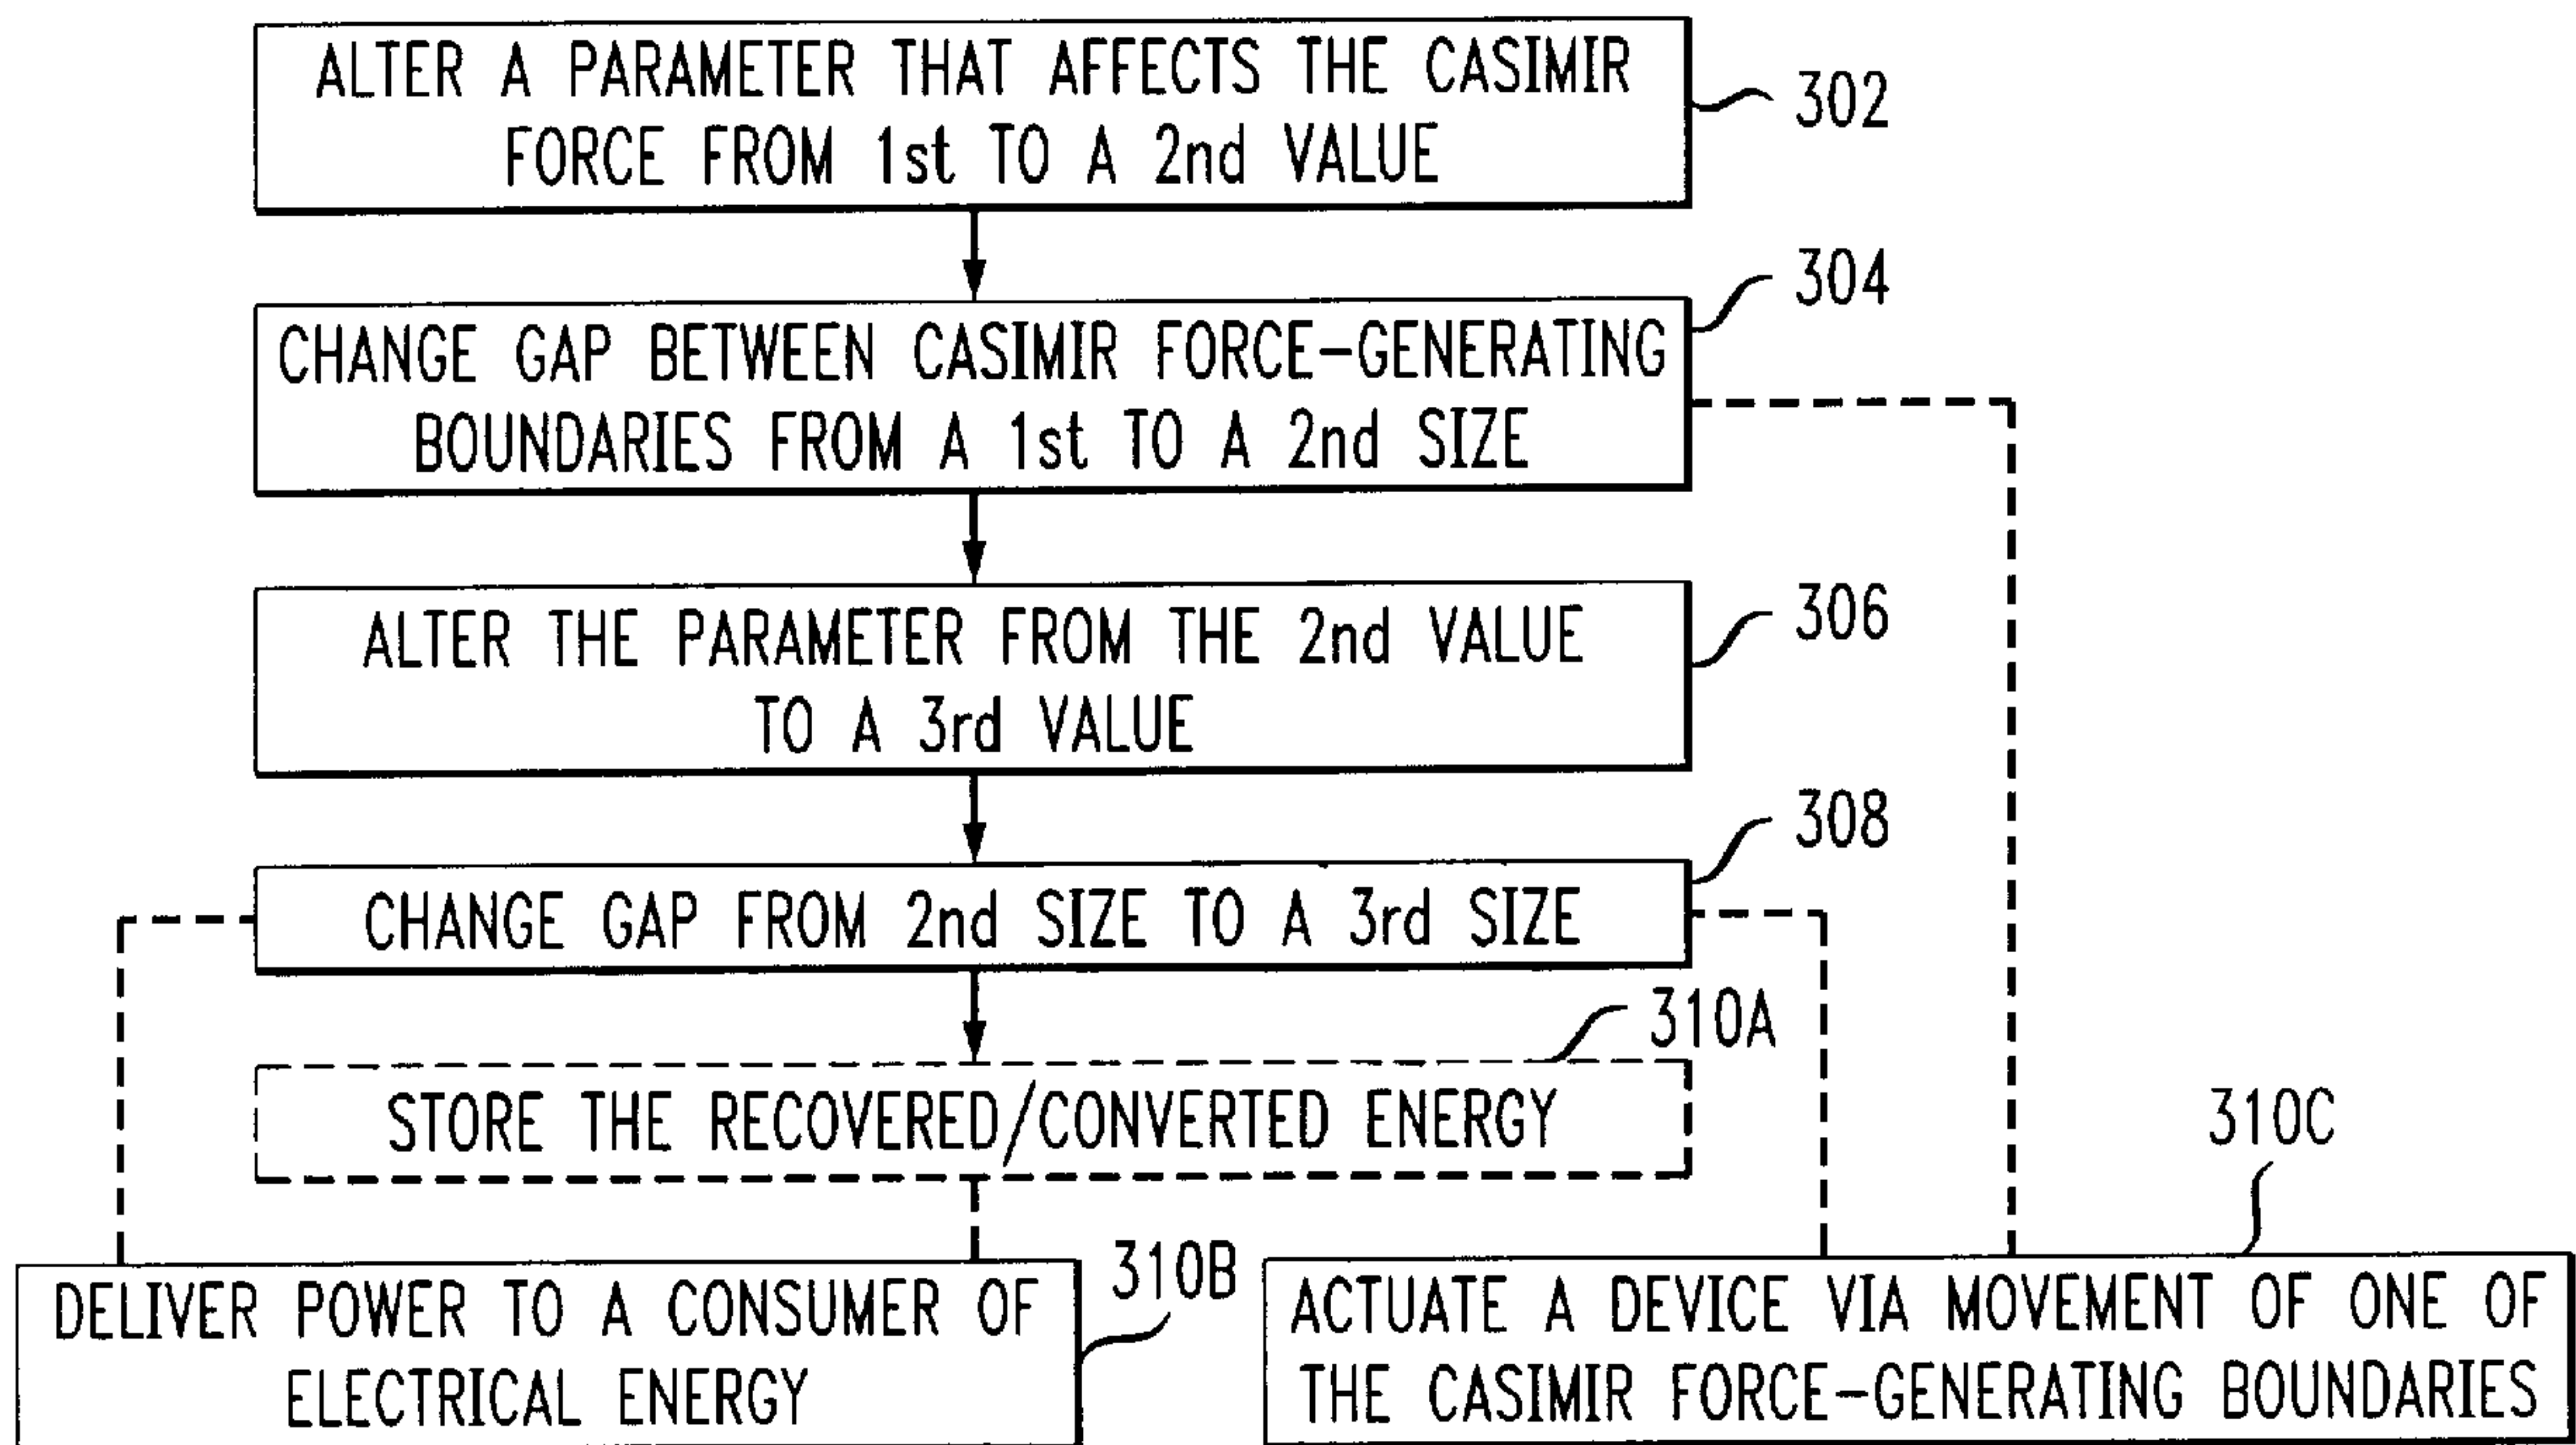 ALTER A PARAMETER THAT AFFECTS THE CASIMIR
FORCE FROM 1st TO A 2nd VALUE
302
CHANGE GAP BETWEEN CASIMIR FORCE-GENERATING
BOUNDARIES FROM A 1st TO A 2nd SIZE
304
ALTER THE PARAMETER FROM THE 2nd VALUE
TO A 3rd VALUE
306
CHANGE GAP FROM 2nd SIZE TO A 3rd SIZE
308
STORE THE RECOVERED/CONVERTED ENERGY
310A
DELIVER POWER TO A CONSUMER OF
ELECTRICAL ENERGY
310B
ACTUATE A DEVICE VIA MOVEMENT OF ONE OF
THE CASIMIR FORCE-GENERATING BOUNDARIES
310C